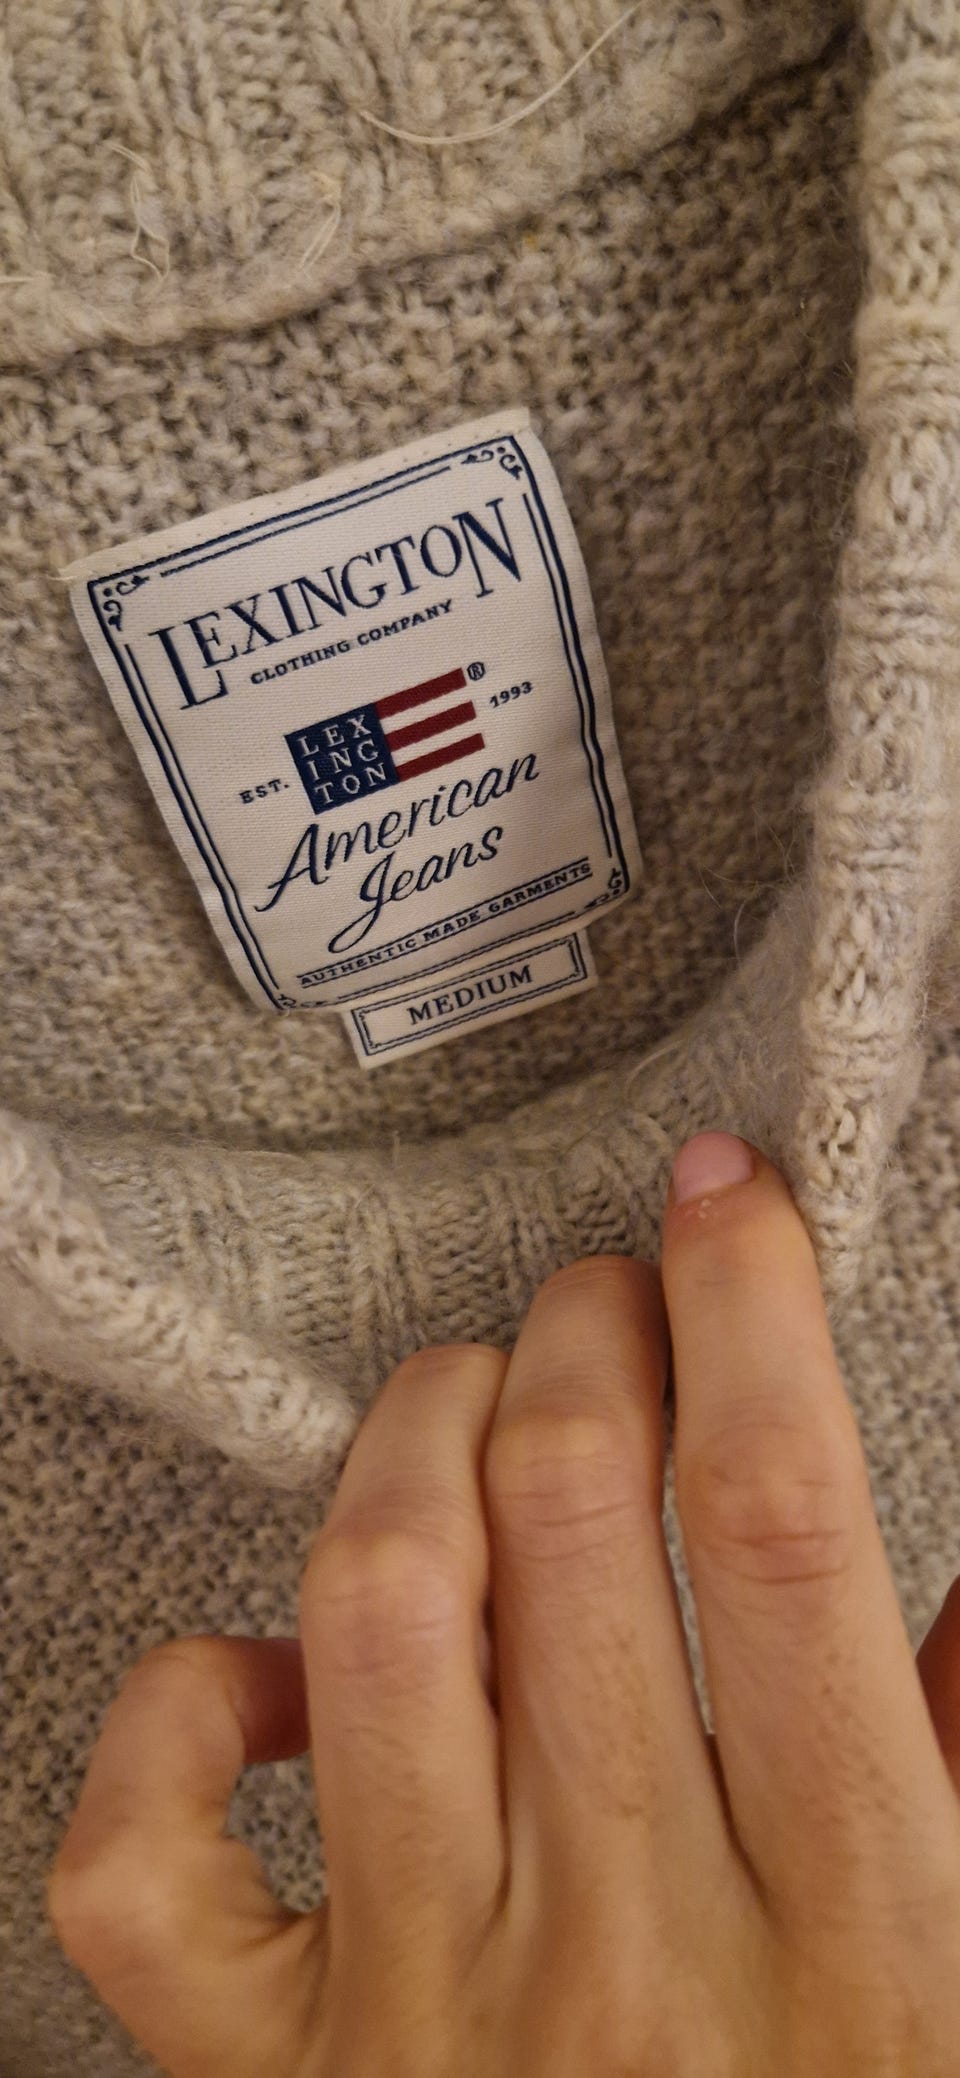 LEXINGTON
CLOTHING COMPANY
EST. LEX ING TON ® 1993
American
Jeans
AUTHENTIC MADE GARMENTS
MEDIUM